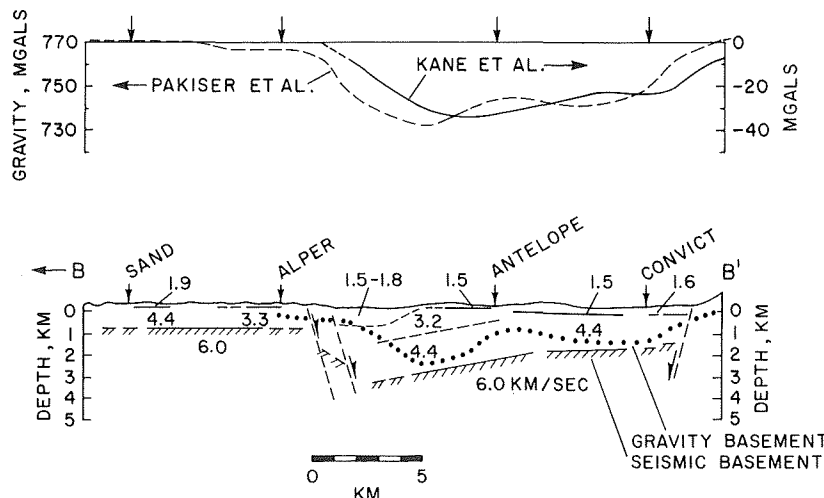 770
750
730
GRAVITY, MGALS
PAKISER ET AL.
KANE ET AL.
0
-20
-40
MGALS
B
SAND
ALPER
ANTELOPE
CONVICT
B'
1.9
1.5-1.8
1.5
1.5
1.6
0
1
2
3
4
5
DEPTH, KM
4.4
3.3
3.2
4.4
4.4
6.0
6.0 KM/SEC
0
1
2
3
4
5
DEPTH, KM
GRAVITY BASEMENT
SEISMIC BASEMENT
0
5
KM